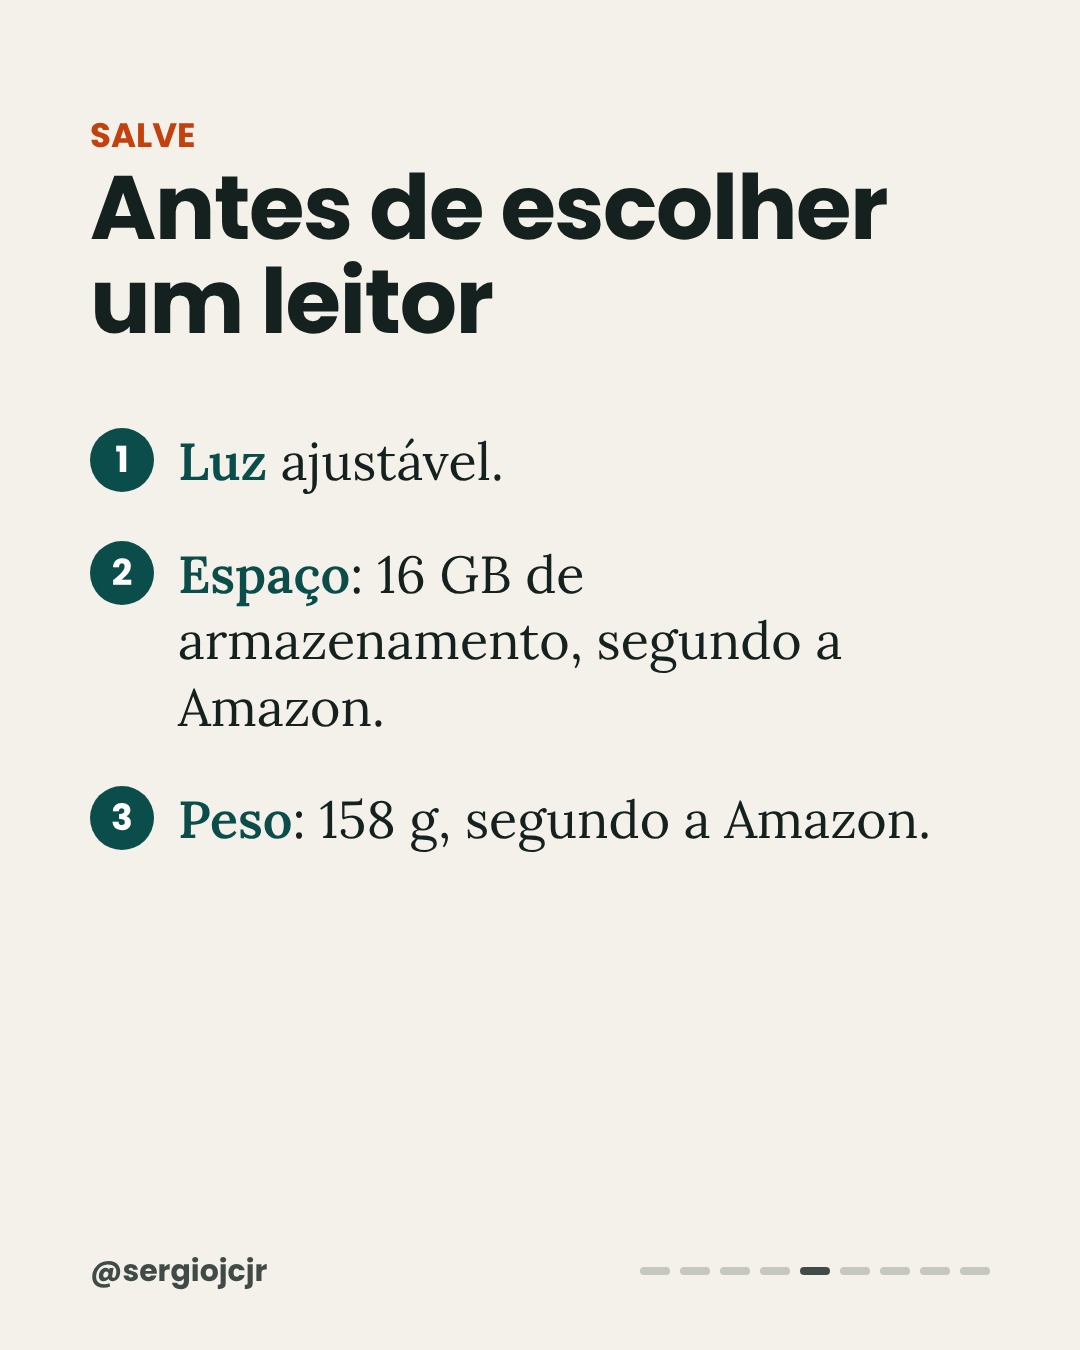 SALVE
Antes de escolher
um leitor
1 Luz ajustável.
2 Espaço: 16 GB de
armazenamento, segundo a
Amazon.
3 Peso: 158 g, segundo a Amazon.
@sergiojcjr